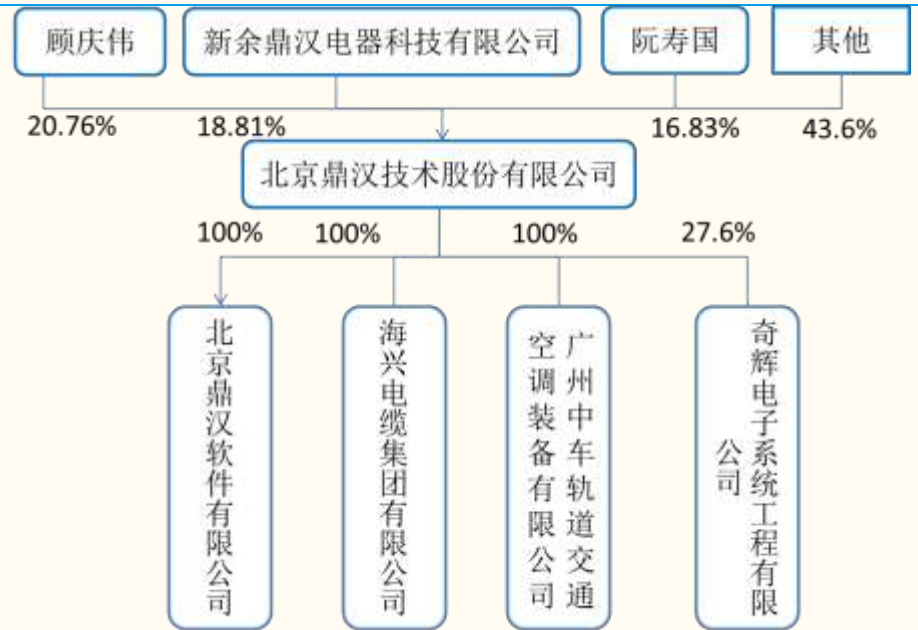 顾庆伟
新余鼎汉电器科技有限公司
阮寿国
其他
20.76%
18.81%
16.83%
43.6%
北京鼎汉技术股份有限公司
100%
100%
100%
27.6%
北京鼎汉软件有限公司
海兴电缆集团有限公司
广州中车轨道交通
空调装备有限公司
奇辉电子系统工程有限
公司